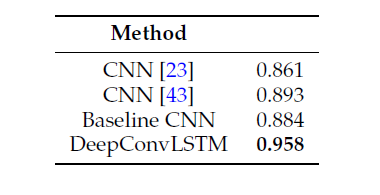 Method
CNN [23] 0.861
CNN [43] 0.893
Baseline CNN 0.884
DeepConvLSTM 0.958